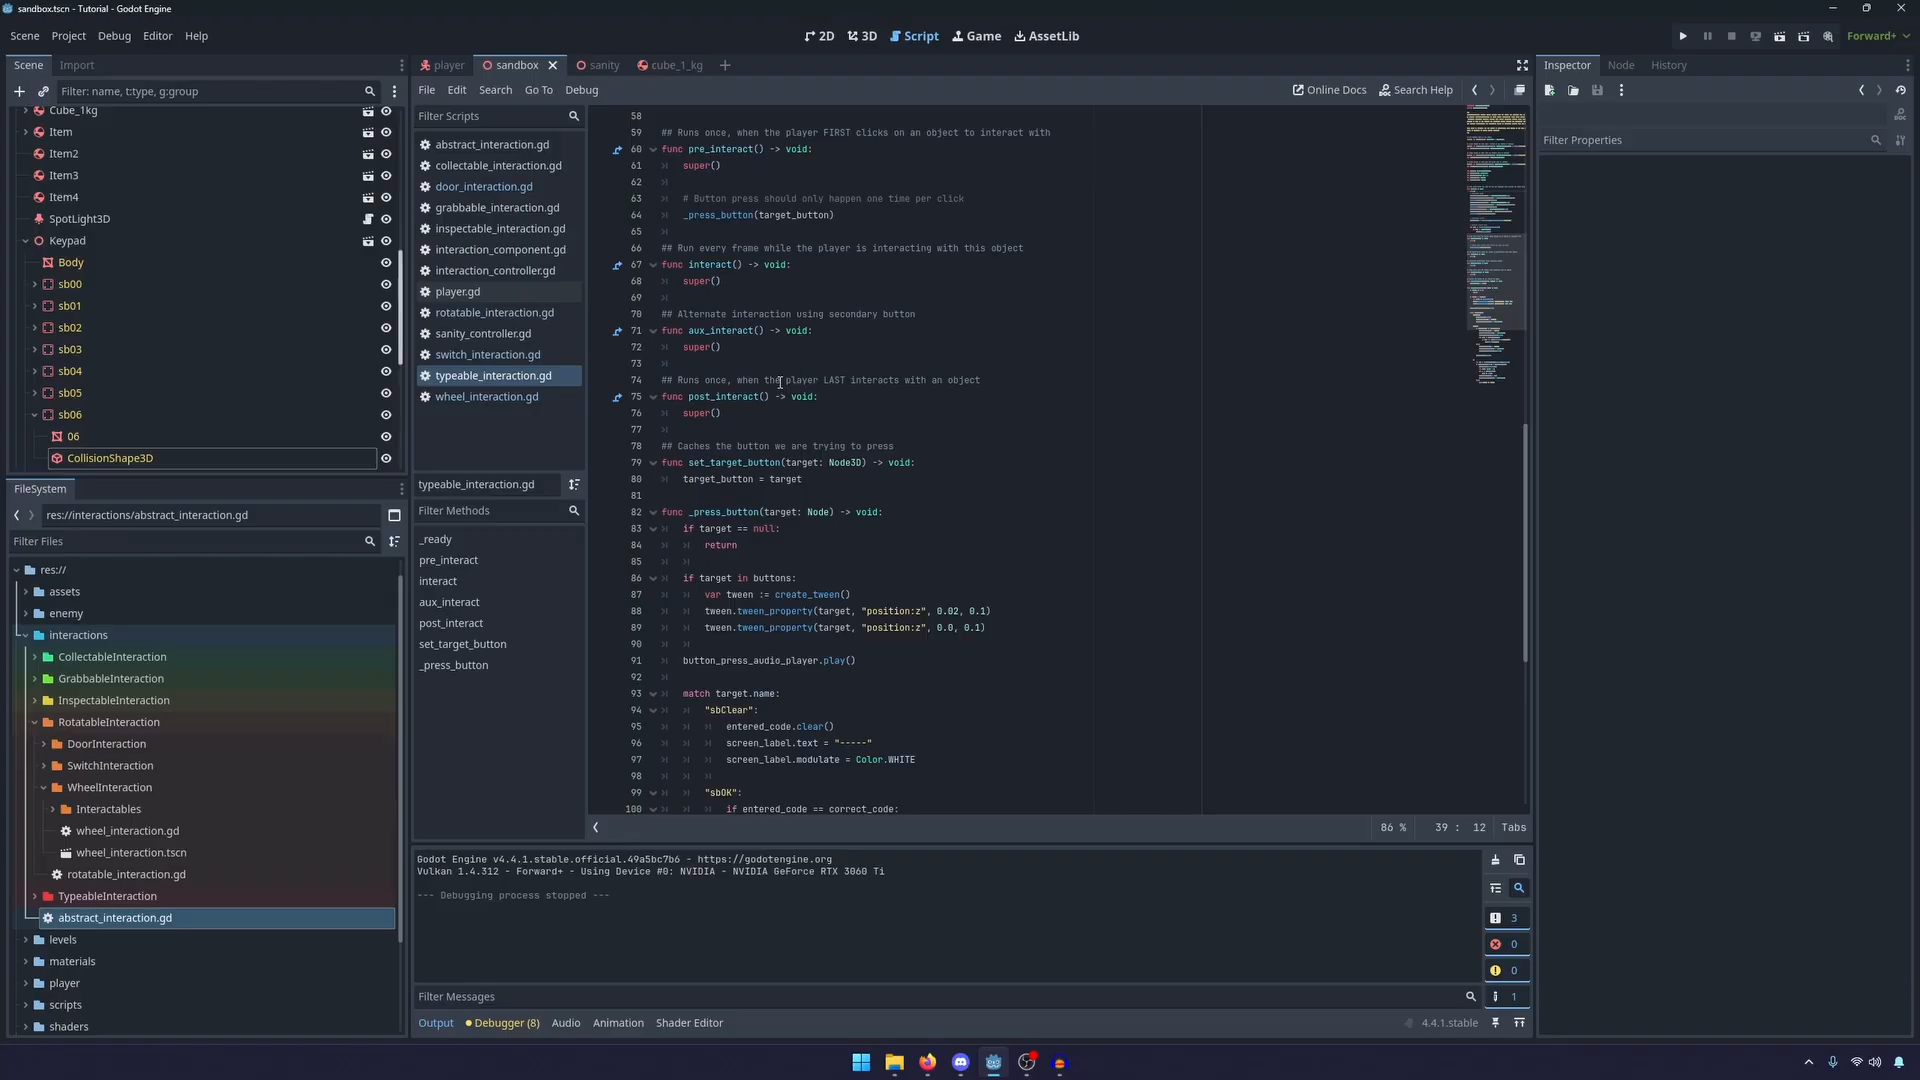 sandbox.tscn - Tutorial - Godot Engine
Scene Project Debug Editor Help
2D 3D Script Game AssetLib
Forward+
Scene Import
Filter: name, t:type, g:group
Cube_1kg
Item
Item2
Item3
Item4
SpotLight3D
Keypad
Body
sb00
sb01
sb02
sb03
sb04
sb05
sb06
06
CollisionShape3D
FileSystem
res://interactions/abstract_interaction.gd
Filter Files
res://
assets
enemy
interactions
CollectableInteraction
GrabbableInteraction
InspectableInteraction
RotatableInteraction
DoorInteraction
SwitchInteraction
WheelInteraction
Interactables
wheel_interaction.gd
wheel_interaction.tscn
rotatable_interaction.gd
TypeableInteraction
abstract_interaction.gd
levels
materials
player
scripts
shaders
player sandbox sanity cube_1_kg
File Edit Search Go To Debug
Online Docs Search Help
Filter Scripts
abstract_interaction.gd
collectable_interaction.gd
door_interaction.gd
grabbable_interaction.gd
inspectable_interaction.gd
interaction_component.gd
interaction_controller.gd
player.gd
rotatable_interaction.gd
sanity_controller.gd
switch_interaction.gd
typeable_interaction.gd
wheel_interaction.gd
typeable_interaction.gd
Filter Methods
_ready
pre_interact
interact
aux_interact
post_interact
set_target_button
_press_button
58
59 ## Runs once, when the player FIRST clicks on an object to interact with
60 func pre_interact() -> void:
61 super()
62
63 # Button press should only happen one time per click
64 _press_button(target_button)
65
66 ## Run every frame while the player is interacting with this object
67 func interact() -> void:
68 super()
69
70 ## Alternate interaction using secondary button
71 func aux_interact() -> void:
72 super()
73
74 ## Runs once, when the player LAST interacts with an object
75 func post_interact() -> void:
76 super()
77
78 ## Caches the button we are trying to press
79 func set_target_button(target: Node3D) -> void:
80 target_button = target
81
82 func _press_button(target: Node) -> void:
83 if target == null:
84 return
85
86 if target in buttons:
87 var tween := create_tween()
88 tween.tween_property(target, "position:z", 0.02, 0.1)
89 tween.tween_property(target, "position:z", 0.0, 0.1)
90
91 button_press_audio_player.play()
92
93 match target.name:
94 "sbClear":
95 entered_code.clear()
96 screen_label.text = "-----"
97 screen_label.modulate = Color.WHITE
98
99 "sbOK":
100 if entered_code == correct_code:
86 % 39 : 12 Tabs
Godot Engine v4.4.1.stable.official.49a5bc7b6 - https://godotengine.org
Vulkan 1.4.312 - Forward+ - Using Device #0: NVIDIA - NVIDIA GeForce RTX 3060 Ti
--- Debugging process stopped ---
3
0
0
1
Filter Messages
Output Debugger (8) Audio Animation Shader Editor
4.4.1.stable
Inspector Node History
Filter Properties